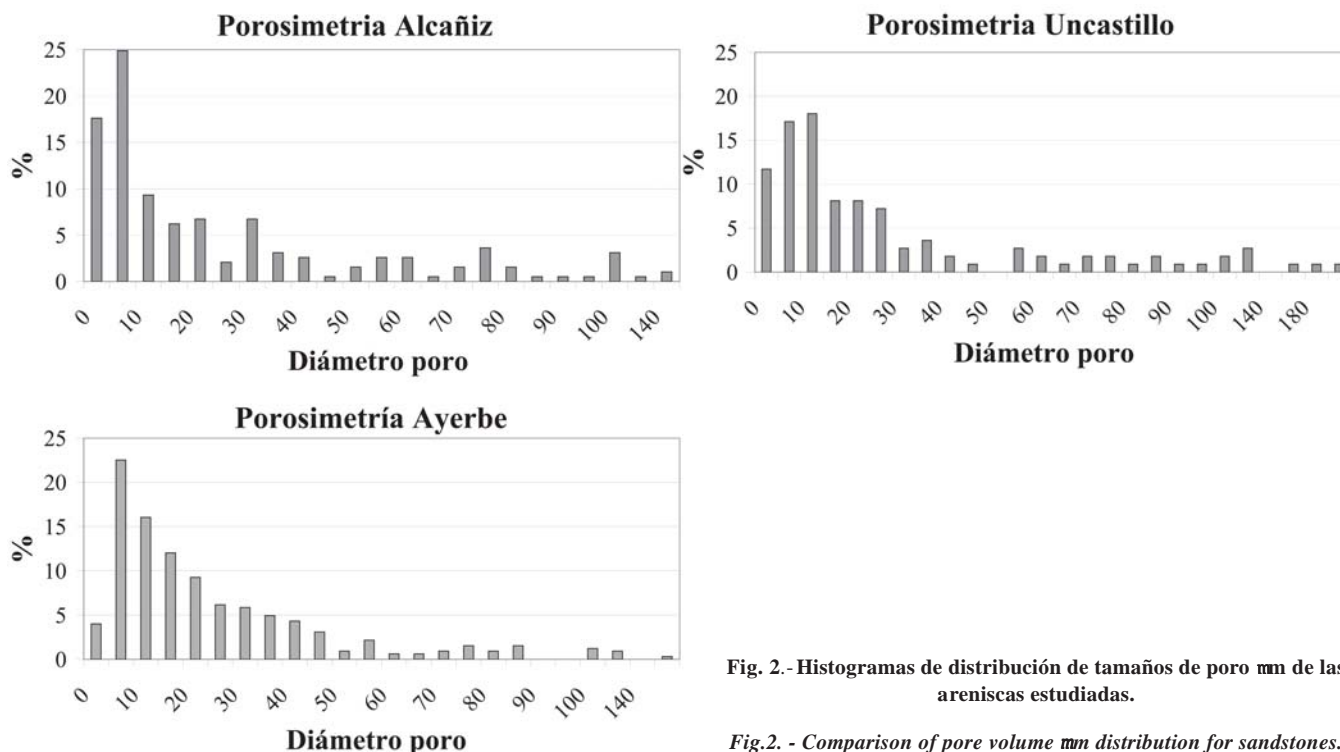 Porosimetria Alcañiz
25
20
15
10
5
0
%
0 10 20 30 40 50 60 70 80 90 100 140
Diámetro poro
Porosimetria Uncastillo
25
20
15
10
5
0
%
0 10 20 30 40 50 60 70 80 90 100 140 180
Diámetro poro
Porosimetría Ayerbe
25
20
15
10
5
0
%
0 10 20 30 40 50 60 70 80 90 100 140
Diámetro poro
Fig. 2.- Histogramas de distribución de tamaños de poro mm de las
areniscas estudiadas.
Fig.2. - Comparison of pore volume mm distribution for sandstones.